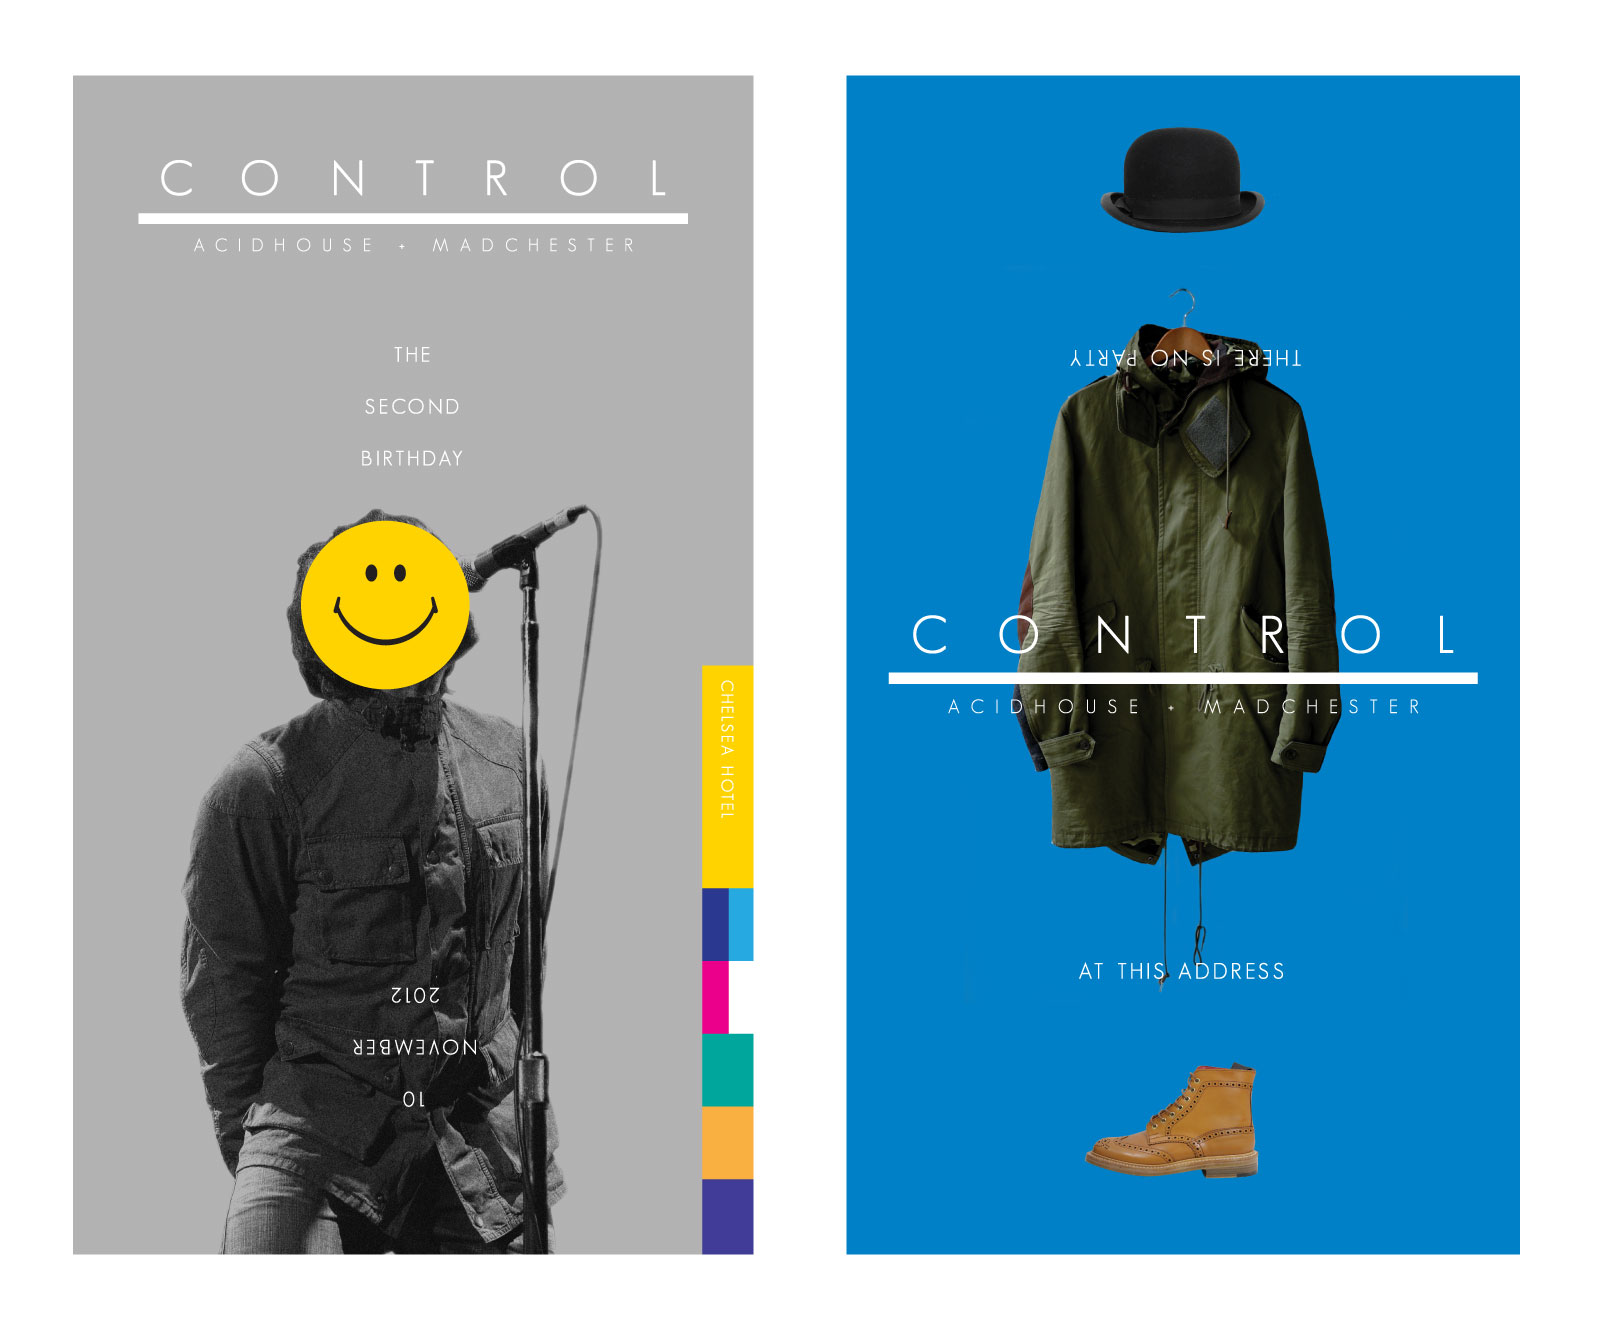 CONTROL
ACIDHOUSE + MADCHESTER
THE
SECOND
BIRTHDAY
CHELSEA HOTEL
10
NOVEMBER
2012
THERE IS NO PARTY
CONTROL
ACIDHOUSE + MADCHESTER
AT THIS ADDRESS